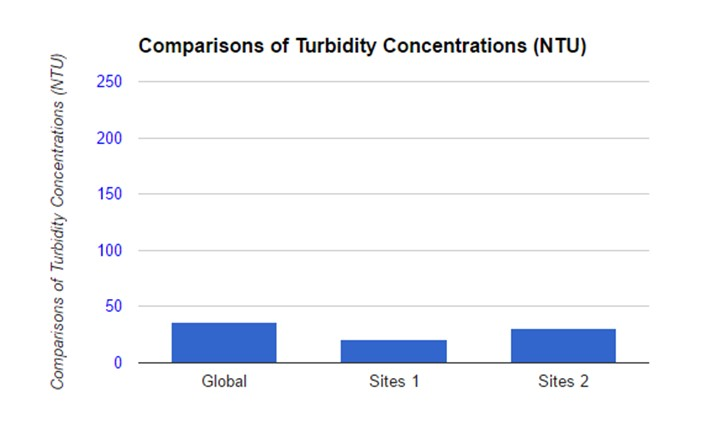 Comparisons of Turbidity Concentrations (NTU)
Comparisons of Turbidity Concentrations (NTU)
250
200
150
100
50
0
Global
Sites 1
Sites 2